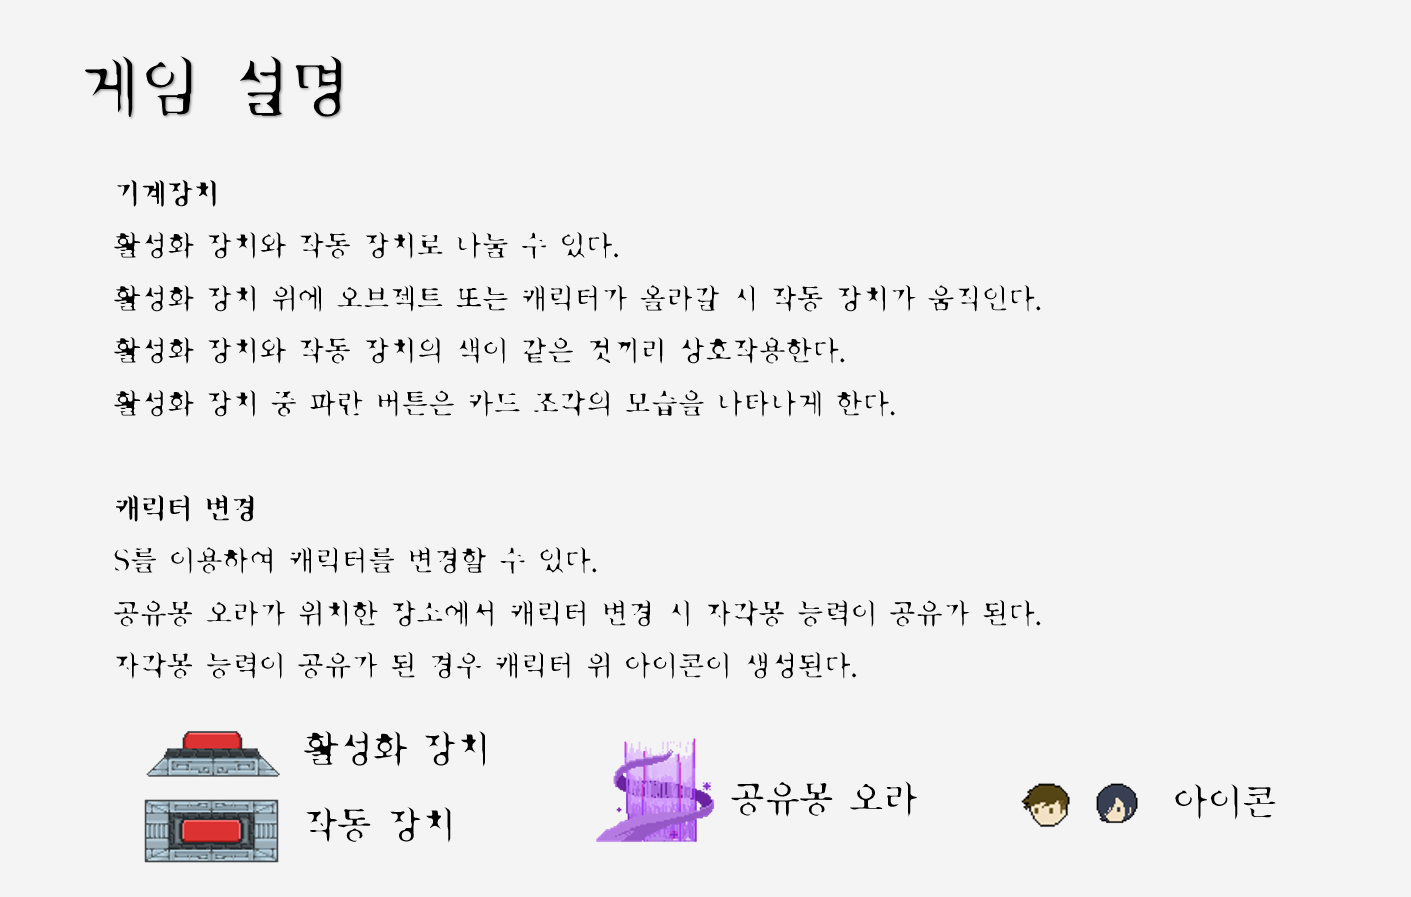 게임 설명
기계장치
활성화 장치와 작동 장치로 나눌 수 있다.
활성화 장치 위에 오브젝트 또는 캐릭터가 올라갈 시 작동 장치가 움직인다.
활성화 장치와 작동 장치의 색이 같은 것끼리 상호작용한다.
활성화 장치 중 파란 버튼은 카드 조각의 모습을 나타나게 한다.
캐릭터 변경
S를 이용하여 캐릭터를 변경할 수 있다.
공유몽 오라가 위치한 장소에서 캐릭터 변경 시 자각몽 능력이 공유가 된다.
자각몽 능력이 공유가 된 경우 캐릭터 위 아이콘이 생성된다.
활성화 장치
작동 장치
공유몽 오라
아이콘